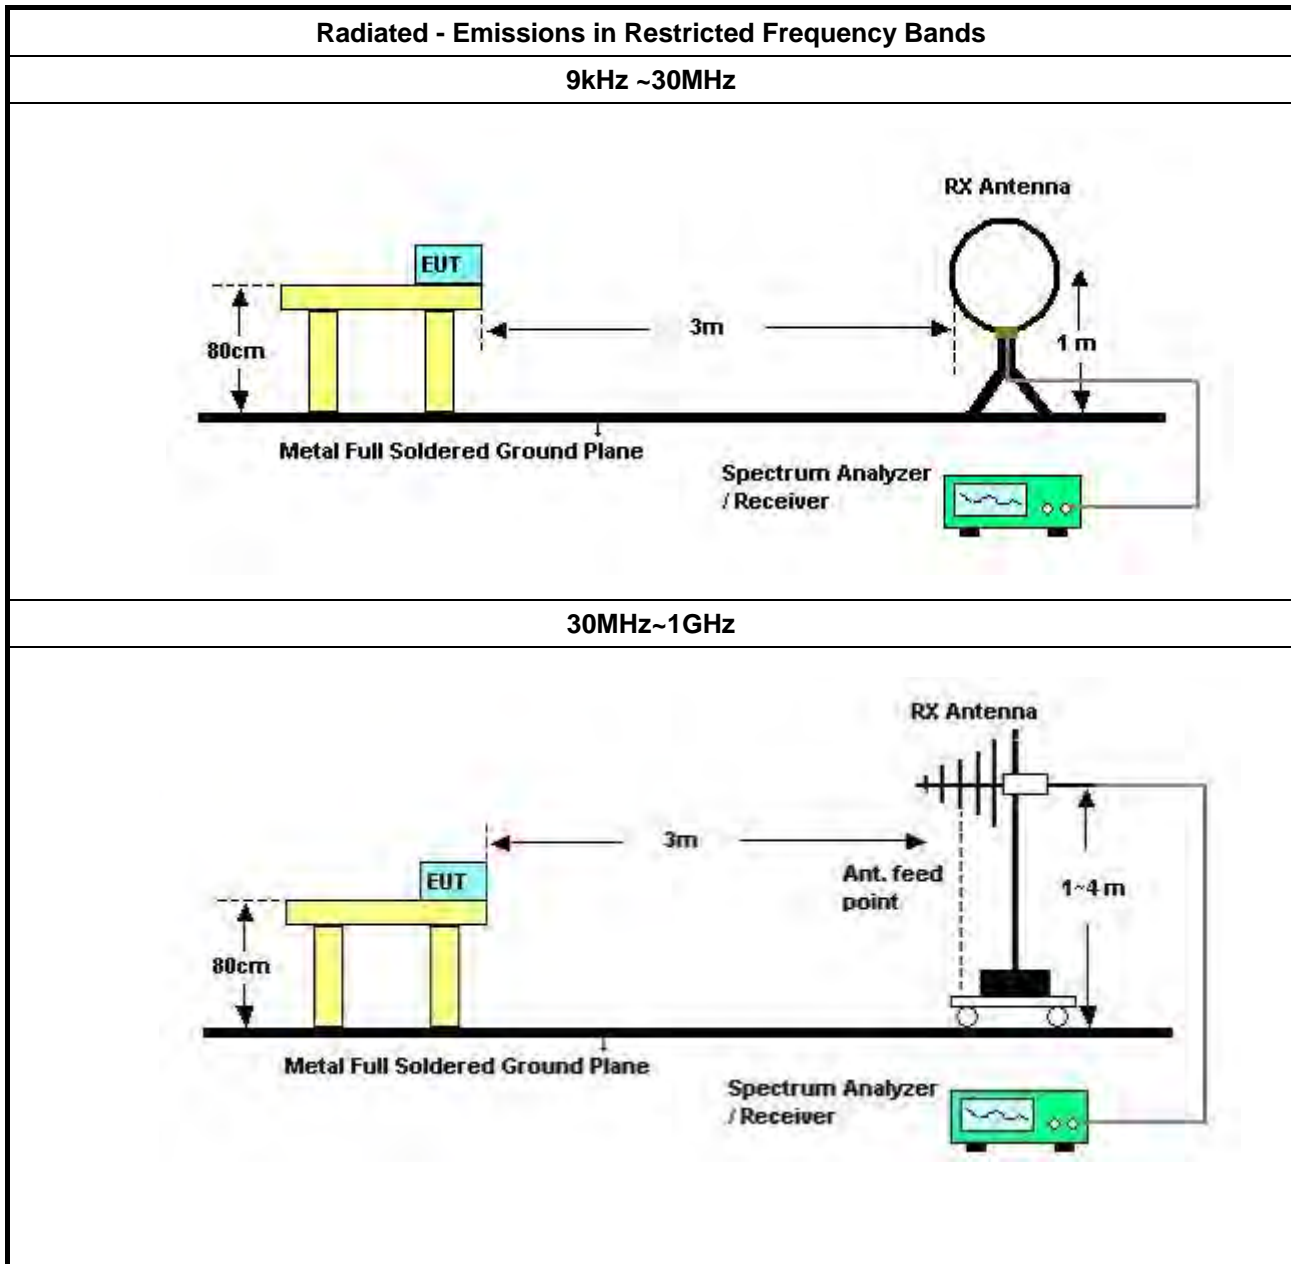 Radiated - Emissions in Restricted Frequency Bands
9kHz ~30MHz
RX Antenna
EUT
3m
80cm
1 m
Metal Full Soldered Ground Plane
Spectrum Analyzer
/ Receiver
30MHz~1GHz
RX Antenna
3m
EUT
Ant. feed
point
1~4 m
80cm
Metal Full Soldered Ground Plane
Spectrum Analyzer
/ Receiver